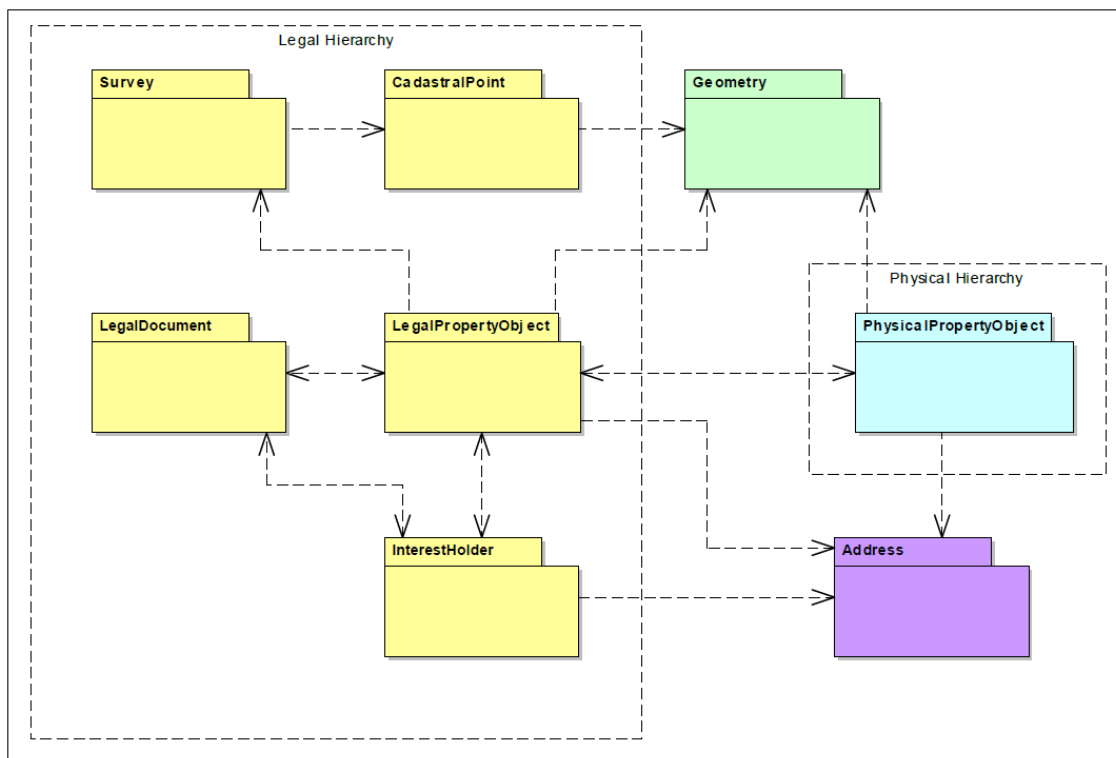 Legal Hierarchy
Survey
CadastralPoint
Geometry
Physical Hierarchy
LegalDocument
LegalPropertyObject
PhysicalPropertyObject
InterestHolder
Address